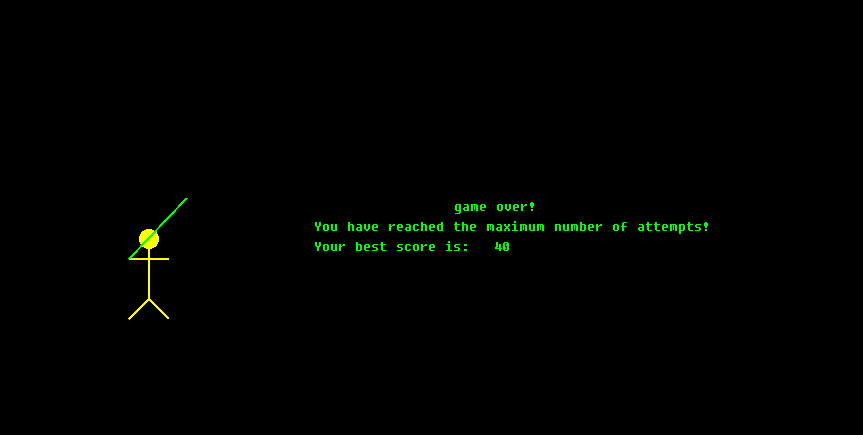 game over!
You have reached the maximum number of attempts!
Your best score is: 40